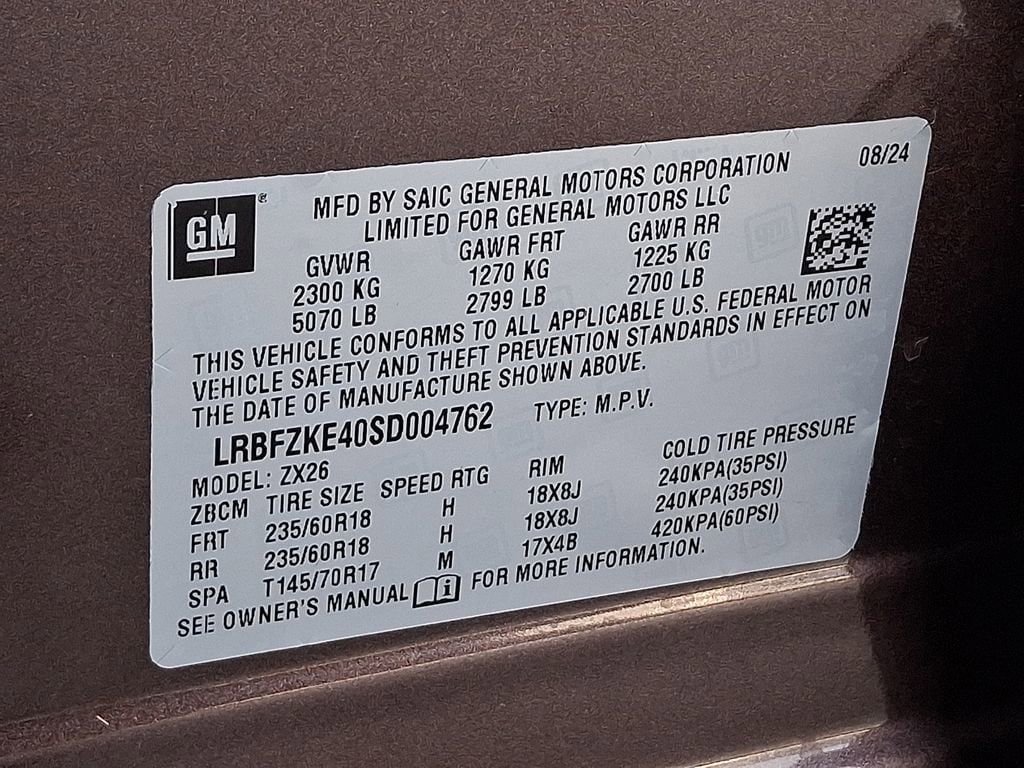 GM ®
08/24
MFD BY SAIC GENERAL MOTORS CORPORATION
LIMITED FOR GENERAL MOTORS LLC
GVWR GAWR FRT GAWR RR
2300 KG 1270 KG 1225 KG
5070 LB 2799 LB 2700 LB
THIS VEHICLE CONFORMS TO ALL APPLICABLE U.S. FEDERAL MOTOR
VEHICLE SAFETY AND THEFT PREVENTION STANDARDS IN EFFECT ON
THE DATE OF MANUFACTURE SHOWN ABOVE.
LRBFZKE40SD004762 TYPE: M.P.V.
MODEL: ZX26
ZBCM TIRE SIZE SPEED RTG RIM COLD TIRE PRESSURE
FRT 235/60R18 H 18X8J 240KPA(35PSI)
RR 235/60R18 H 18X8J 240KPA(35PSI)
SPA T145/70R17 M 17X4B 420KPA(60PSI)
SEE OWNER'S MANUAL i FOR MORE INFORMATION.